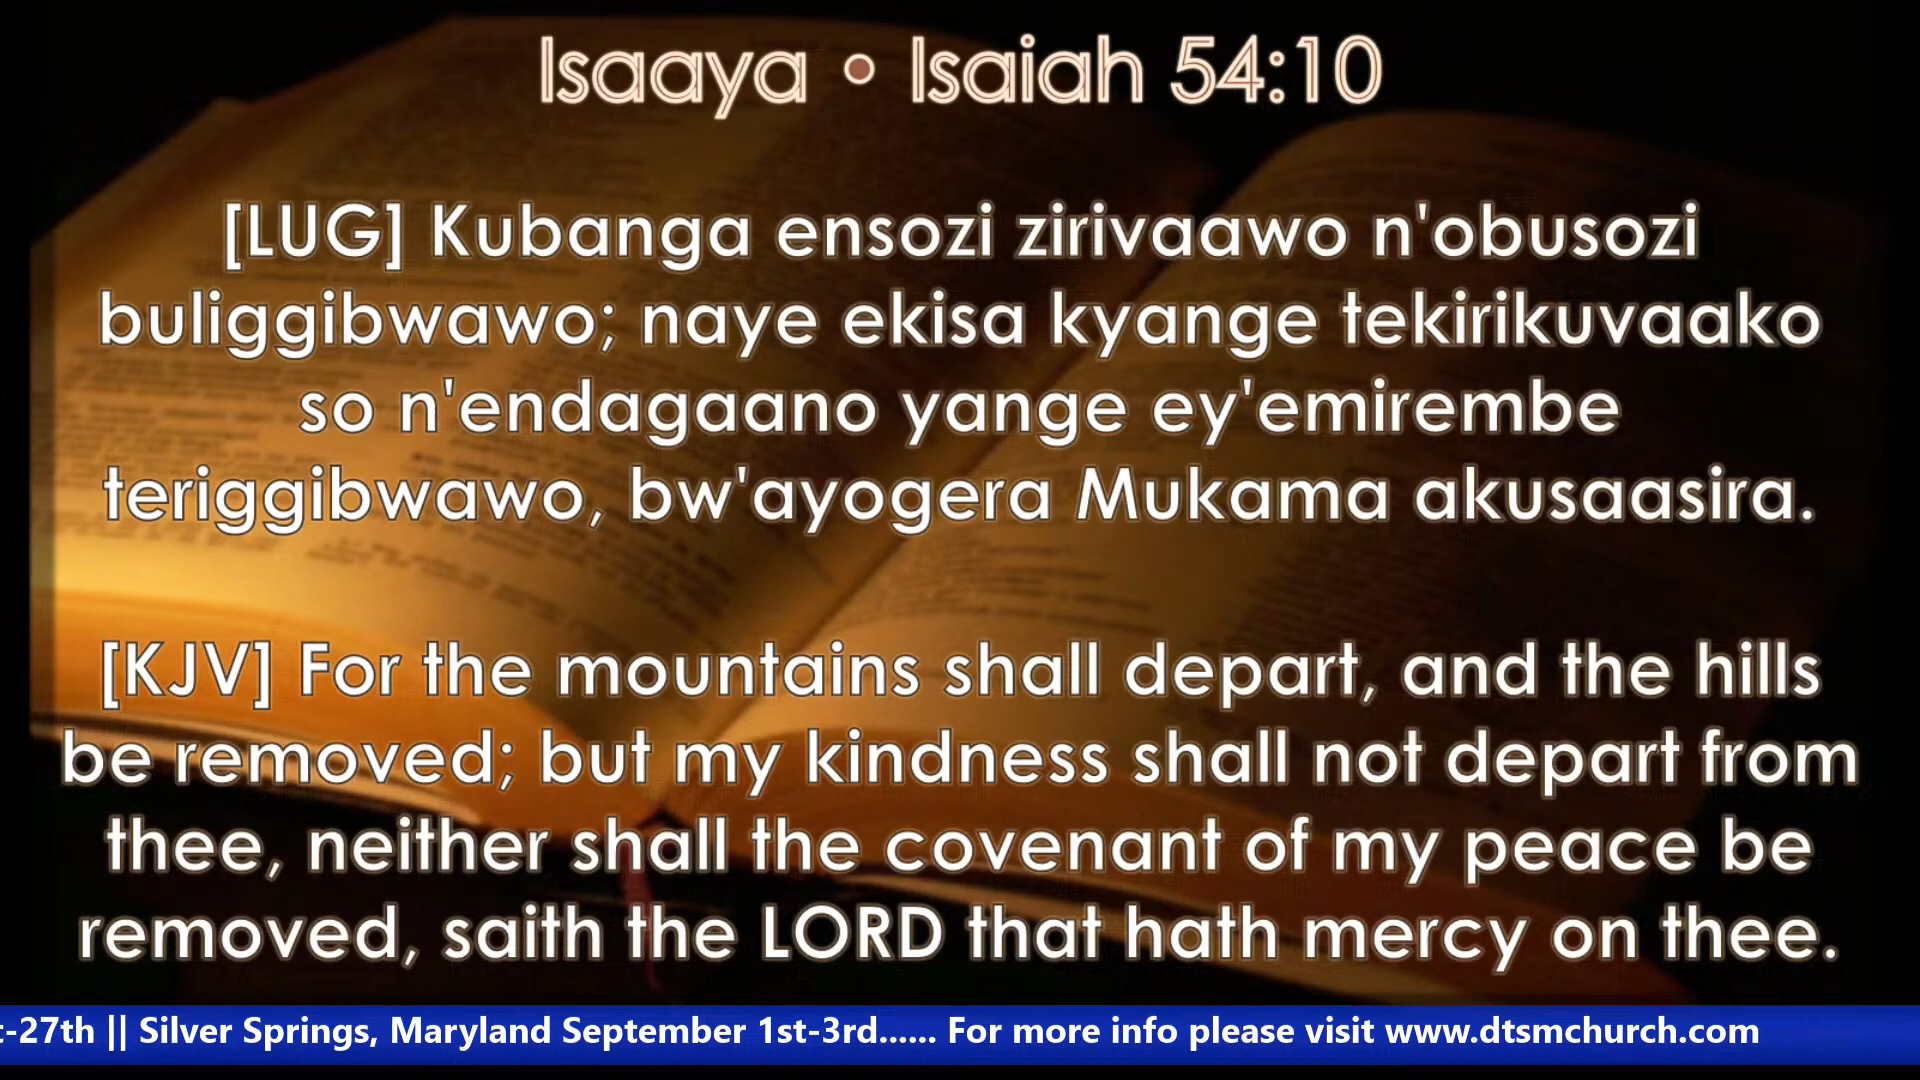 Isaaya • Isaiah 54:10
[LUG] Kubanga ensozi zirivaawo n'obusozi
buliggibwawo; naye ekisa kyange tekirikuvaako
so n'endagaano yange ey'emirembe
teriggibwawo, bw'ayogera Mukama akusaasira.
[KJV] For the mountains shall depart, and the hills
be removed; but my kindness shall not depart from
thee, neither shall the covenant of my peace be
removed, saith the LORD that hath mercy on thee.
-27th || Silver Springs, Maryland September 1st-3rd...... For more info please visit www.dtsmchurch.com